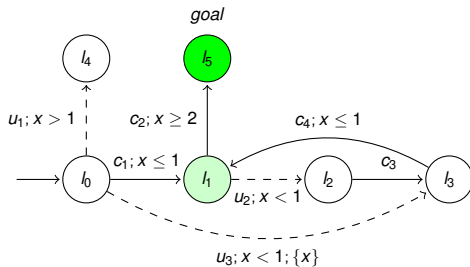 goal
l4
l5
u1; x > 1
c2; x ≥ 2
c4; x ≤ 1
l0
c1; x ≤ 1
l1
u2; x < 1
l2
c3
l3
u3; x < 1; {x}